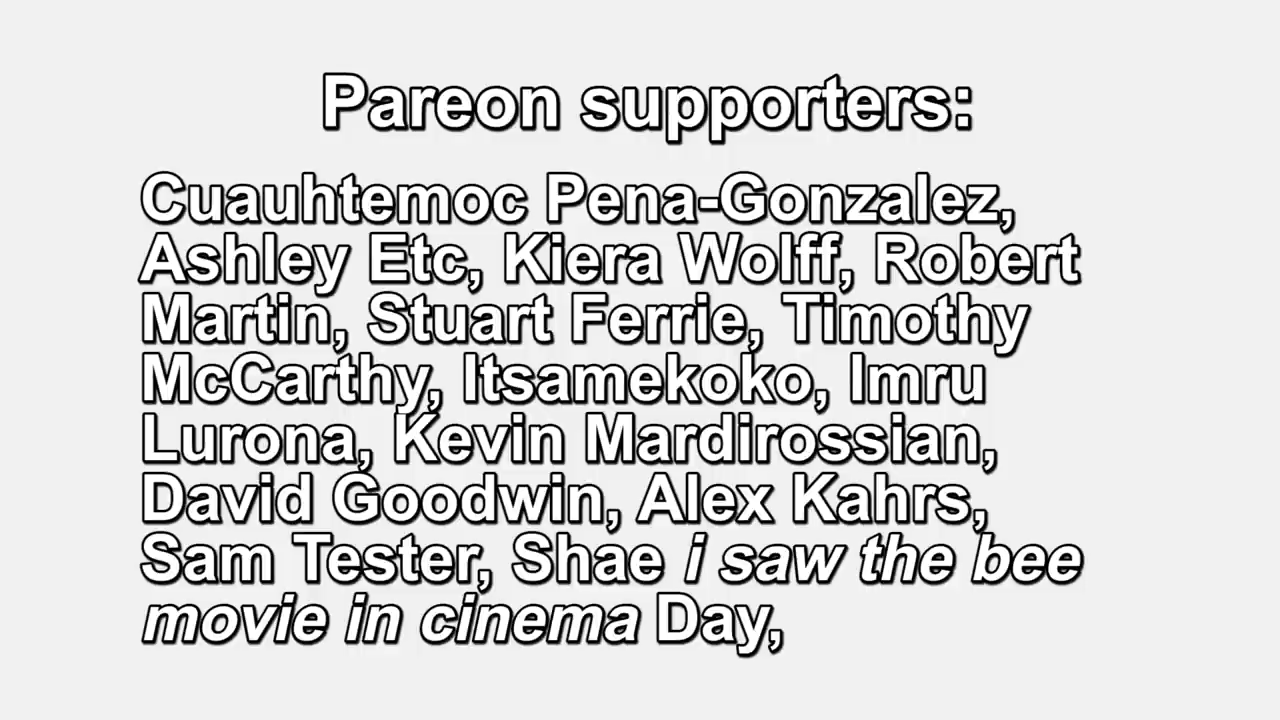 Pareon supporters:
Cuauhtemoc Pena-Gonzalez,
Ashley Etc, Kiera Wolff, Robert
Martin, Stuart Ferrie, Timothy
McCarthy, Itsamekoko, Imru
Lurona, Kevin Mardirossian,
David Goodwin, Alex Kahrs,
Sam Tester, Shae i saw the bee
movie in cinema Day,